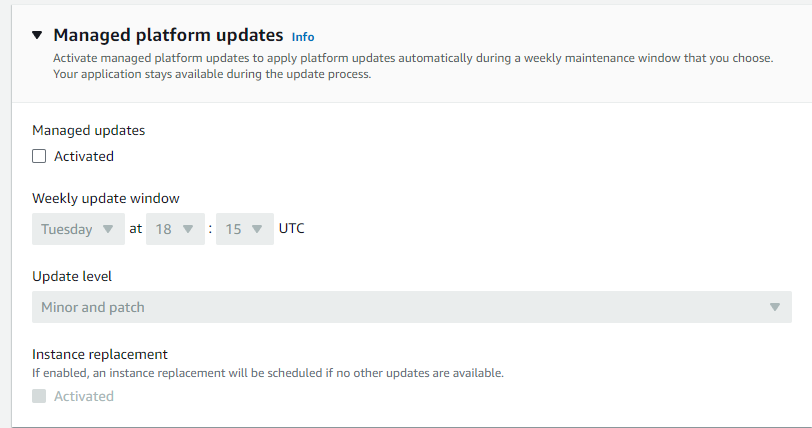 Managed platform updates Info
Activate managed platform updates to apply platform updates automatically during a weekly maintenance window that you choose.
Your application stays available during the update process.
Managed updates
Activated
Weekly update window
Tuesday at 18 : 15 UTC
Update level
Minor and patch
Instance replacement
If enabled, an instance replacement will be scheduled if no other updates are available.
Activated